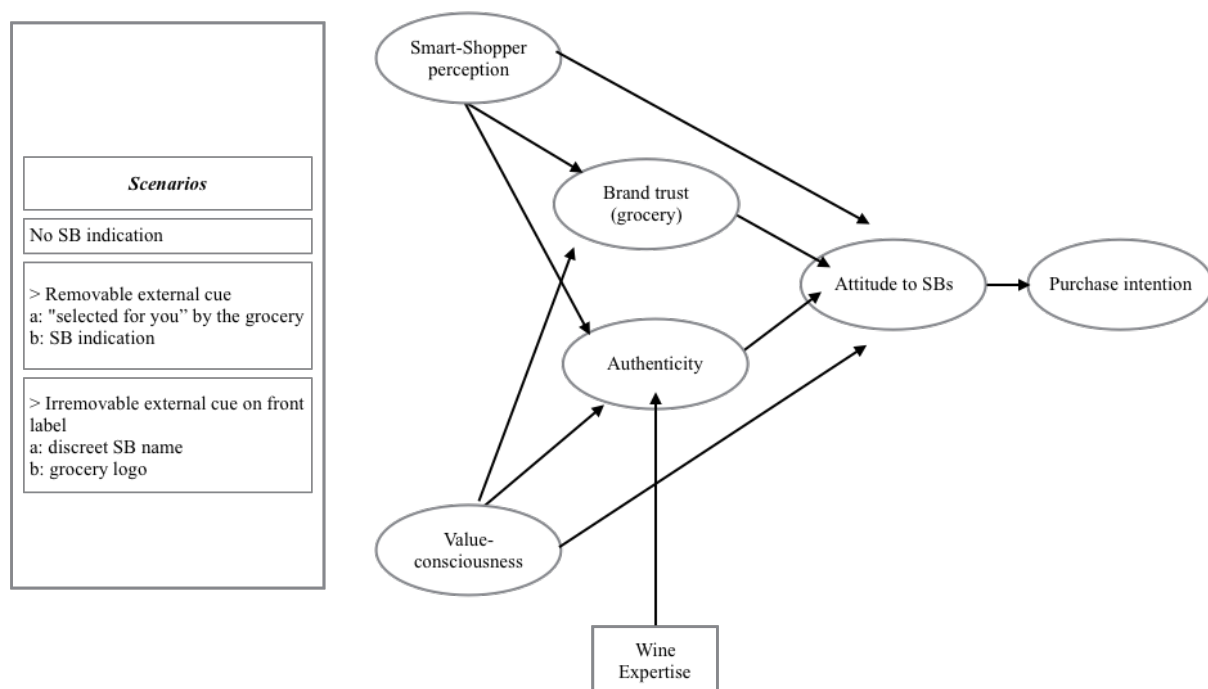 Scenarios
No SB indication
> Removable external cue
a: "selected for you” by the grocery
b: SB indication
> Irremovable external cue on front
label
a: discreet SB name
b: grocery logo
Smart-Shopper
perception
Brand trust
(grocery)
Attitude to SBs
Purchase intention
Authenticity
Value-
consciousness
Wine
Expertise